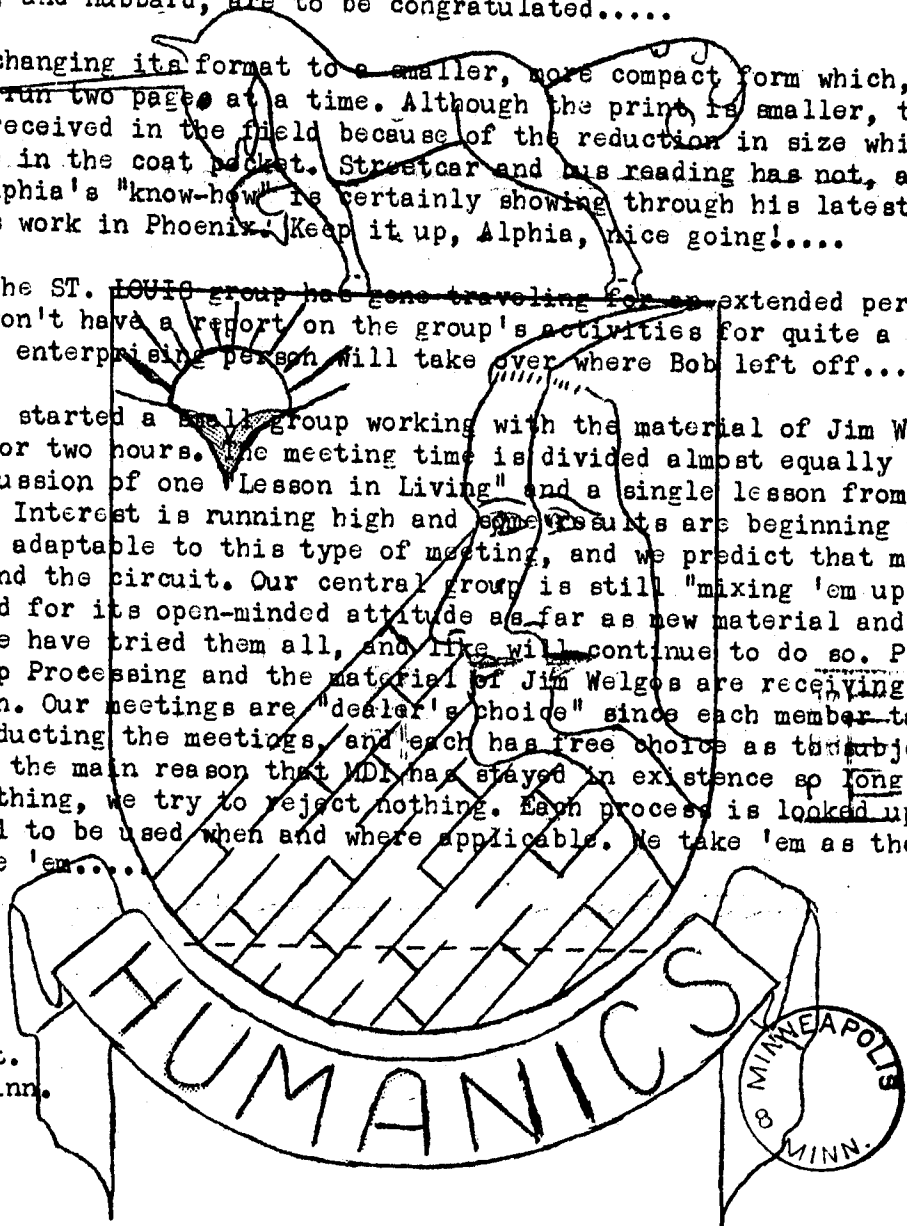 and Hubbard, are to be congratulated.....
changing its format to a smaller, more compact form which,
run two pages at a time. Although the print is smaller, t
received in the field because of the reduction in size whi
in the coat pocket. Streetcar and bus reading has not, a
phia's "know-how" is certainly showing through his latest
s work in Phoenix. Keep it up, Alphia, nice going!....
he ST. LOUIS group has gone traveling for an extended per
on't have a report on the group's activities for quite a
enterprising person will take over where Bob left off...
started a small group working with the material of Jim W
or two hours. The meeting time is divided almost equally
ussion of one "Lesson in Living" and a single lesson from
Interest is running high and some results are beginning
adaptable to this type of meeting, and we predict that m
nd the circuit. Our central group is still "mixing 'em up
d for its open-minded attitude as far as new material and
e have tried them all, and like will continue to do so. P
p Processing and the material of Jim Welgos are receiving
n. Our meetings are "dealer's choice" since each member ta
ducting the meetings, and each has free choice as to subj
the main reason that MDI has stayed in existence so long
thing, we try to reject nothing. Each process is looked up
l to be used when and where applicable. We take 'em as the
e 'em.....
t.
inn.
HUMANICS
MINNEAPOLIS
8
MINN.